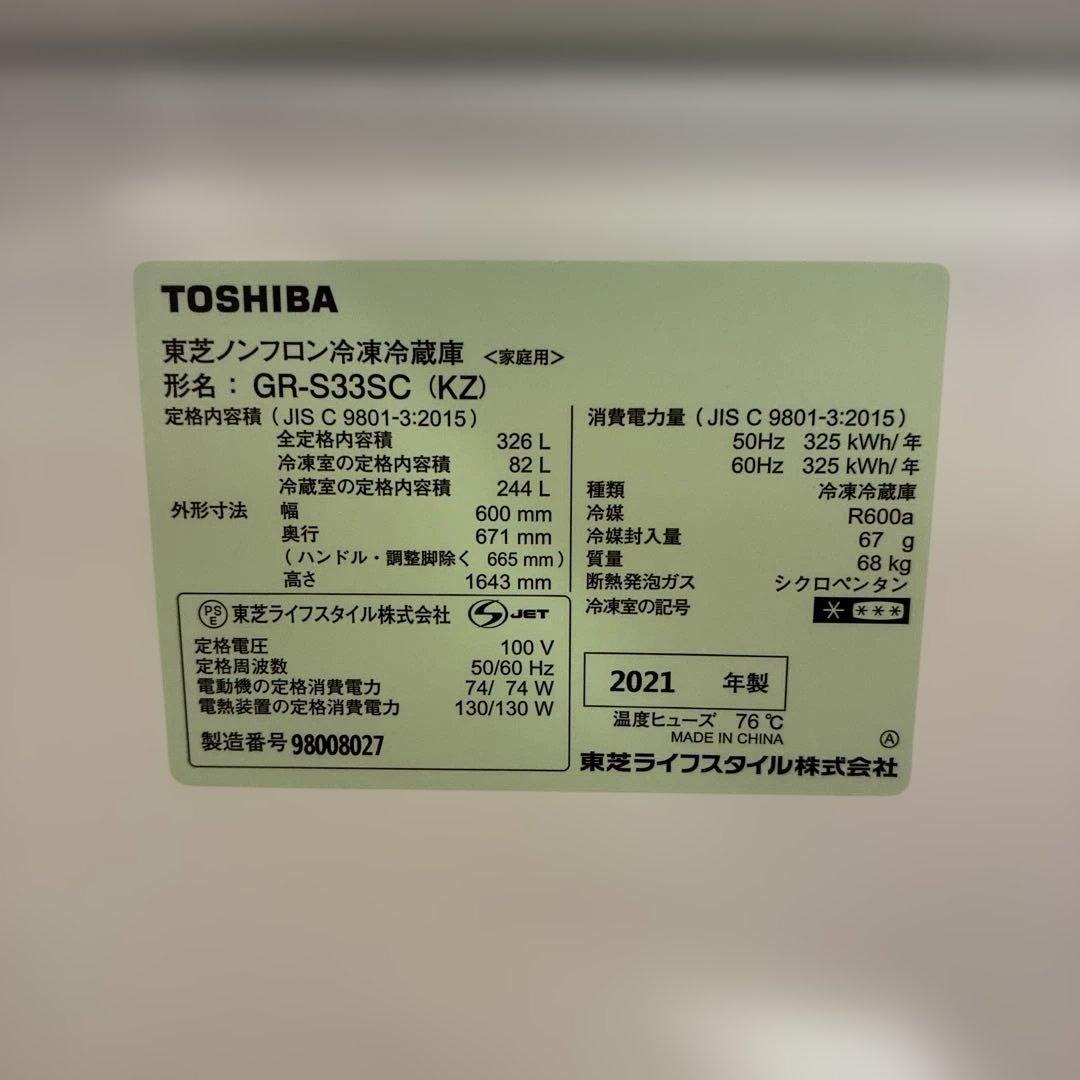 TOSHIBA
東芝ノンフロン冷凍冷蔵庫 <家庭用>
形名：GR-S33SC (KZ)
定格内容積 (JIS C 9801-3:2015)
全定格内容積 326 L
冷凍室の定格内容積 82 L
冷蔵室の定格内容積 244 L
外形寸法 幅 600 mm
奥行 671 mm
(ハンドル・調整脚除く 665 mm)
高さ 1643 mm
PSE 東芝ライフスタイル株式会社 S JET
定格電圧 100 V
定格周波数 50/60 Hz
電動機の定格消費電力 74/ 74 W
電熱装置の定格消費電力 130/130 W
製造番号 98008027
消費電力量 (JIS C 9801-3:2015)
50Hz 325 kWh/年
60Hz 325 kWh/年
種類 冷凍冷蔵庫
冷媒 R600a
冷媒封入量 67 g
質量 68 kg
断熱発泡ガス シクロペンタン
冷凍室の記号 * ***
2021 年製
温度ヒューズ 76 ℃
MADE IN CHINA
Ⓐ
東芝ライフスタイル株式会社